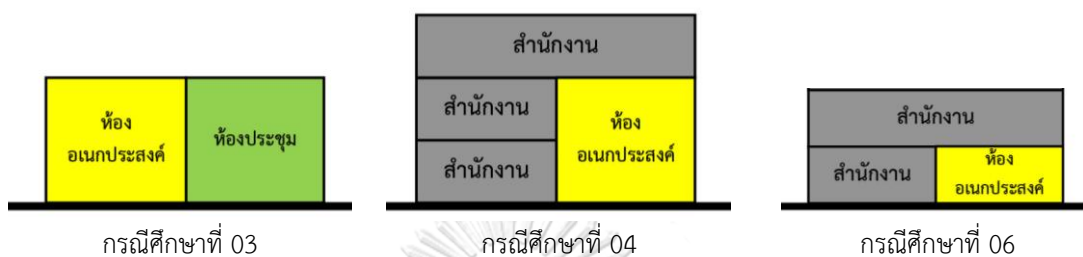 ห้อง
อเนกประสงค์
ห้องประชุม
กรณีศึกษาที่ 03
สำนักงาน
สำนักงาน
สำนักงาน
ห้อง
อเนกประสงค์
กรณีศึกษาที่ 04
สำนักงาน
สำนักงาน
ห้อง
อเนกประสงค์
กรณีศึกษาที่ 06